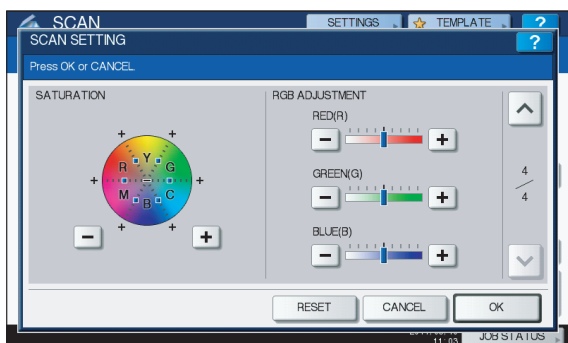 SCAN
SETTINGS
TEMPLATE
?
SCAN SETTING
?
Press OK or CANCEL
SATURATION
RGB ADJUSTMENT
RED(R)
GREEN(G)
BLUE(B)
+ +
R Y G
+ − +
M B C
+ +
− +
− +
− +
− +
4
4
RESET
CANCEL
OK
11:03
JOB STATUS